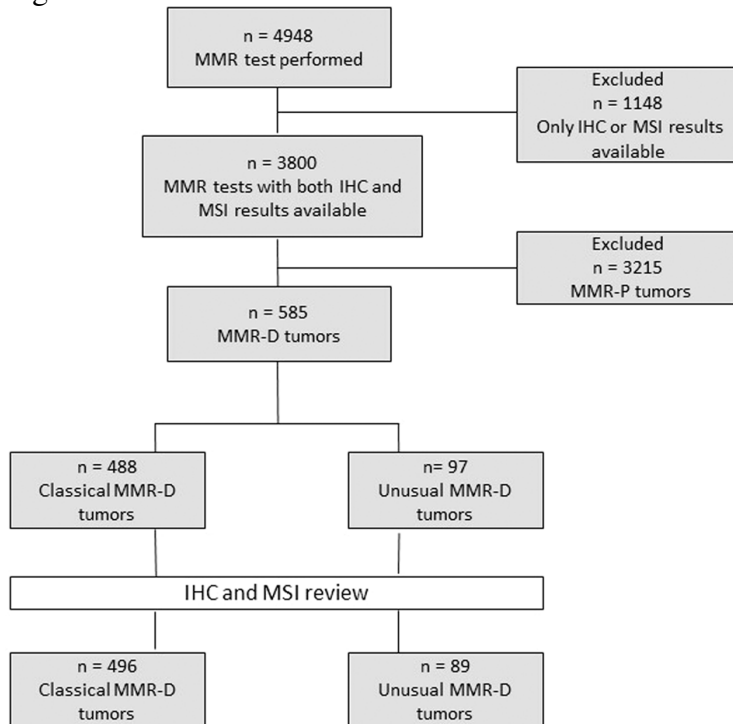 n = 4948
MMR test performed
Excluded
n = 1148
Only IHC or MSI results
available
n = 3800
MMR tests with both IHC and
MSI results available
Excluded
n = 3215
MMR-P tumors
n = 585
MMR-D tumors
n = 488
Classical MMR-D
tumors
n= 97
Unusual MMR-D
tumors
IHC and MSI review
n = 496
Classical MMR-D
tumors
n = 89
Unusual MMR-D
tumors